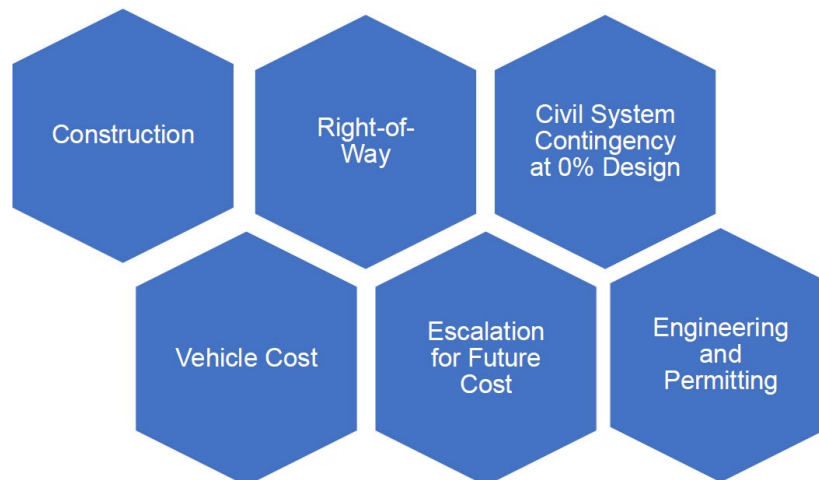 Construction
Right-of-
Way
Civil System
Contingency
at 0% Design
Vehicle Cost
Escalation
for Future
Cost
Engineering
and
Permitting